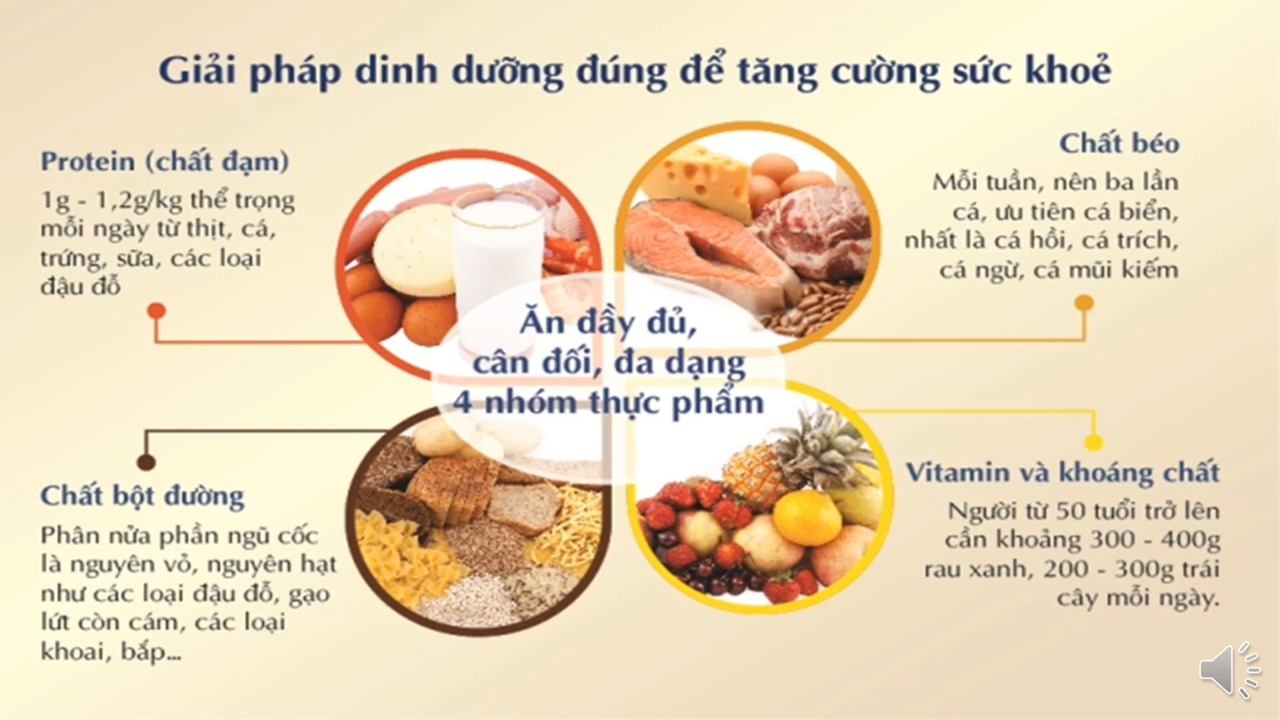 Giải pháp dinh dưỡng đúng để tăng cường sức khoẻ
Protein (chất đạm)
1g - 1,2g/kg thể trọng
mỗi ngày từ thịt, cá,
trứng, sữa, các loại
đậu đỗ
Chất béo
Mỗi tuần, nên ba lần
cá, ưu tiên cá biển,
nhất là cá hồi, cá trích,
cá ngừ, cá mũi kiếm
Ăn đầy đủ,
cân đối, đa dạng
4 nhóm thực phẩm
Chất bột đường
Phân nửa phần ngũ cốc
là nguyên vỏ, nguyên hạt
như các loại đậu đỗ, gạo
lứt còn cám, các loại
khoai, bắp...
Vitamin và khoáng chất
Người từ 50 tuổi trở lên
cần khoảng 300 - 400g
rau xanh, 200 - 300g trái
cây mỗi ngày.